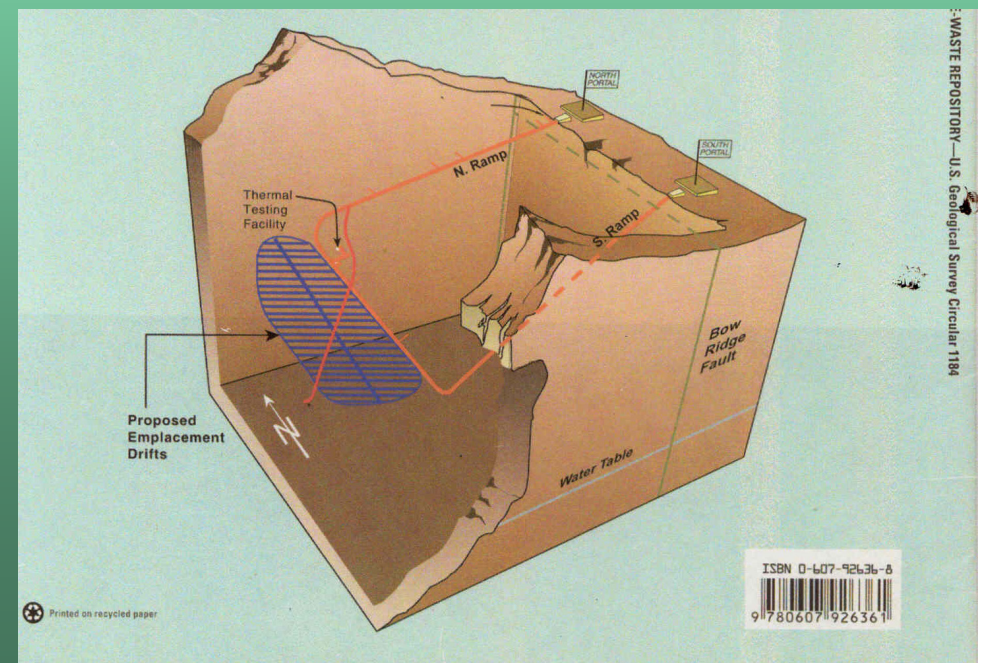 NORTH
PORTAL
SOUTH
PORTAL
N. Ramp
S. Ramp
Thermal
Testing
Facility
Bow
Ridge
Fault
Water Table
Proposed
Emplacement
Drifts
N
-WASTE REPOSITORY—U.S. Geological Survey Circular 1184
Printed on recycled paper
ISBN 0-607-92636-8
9 780607 926361